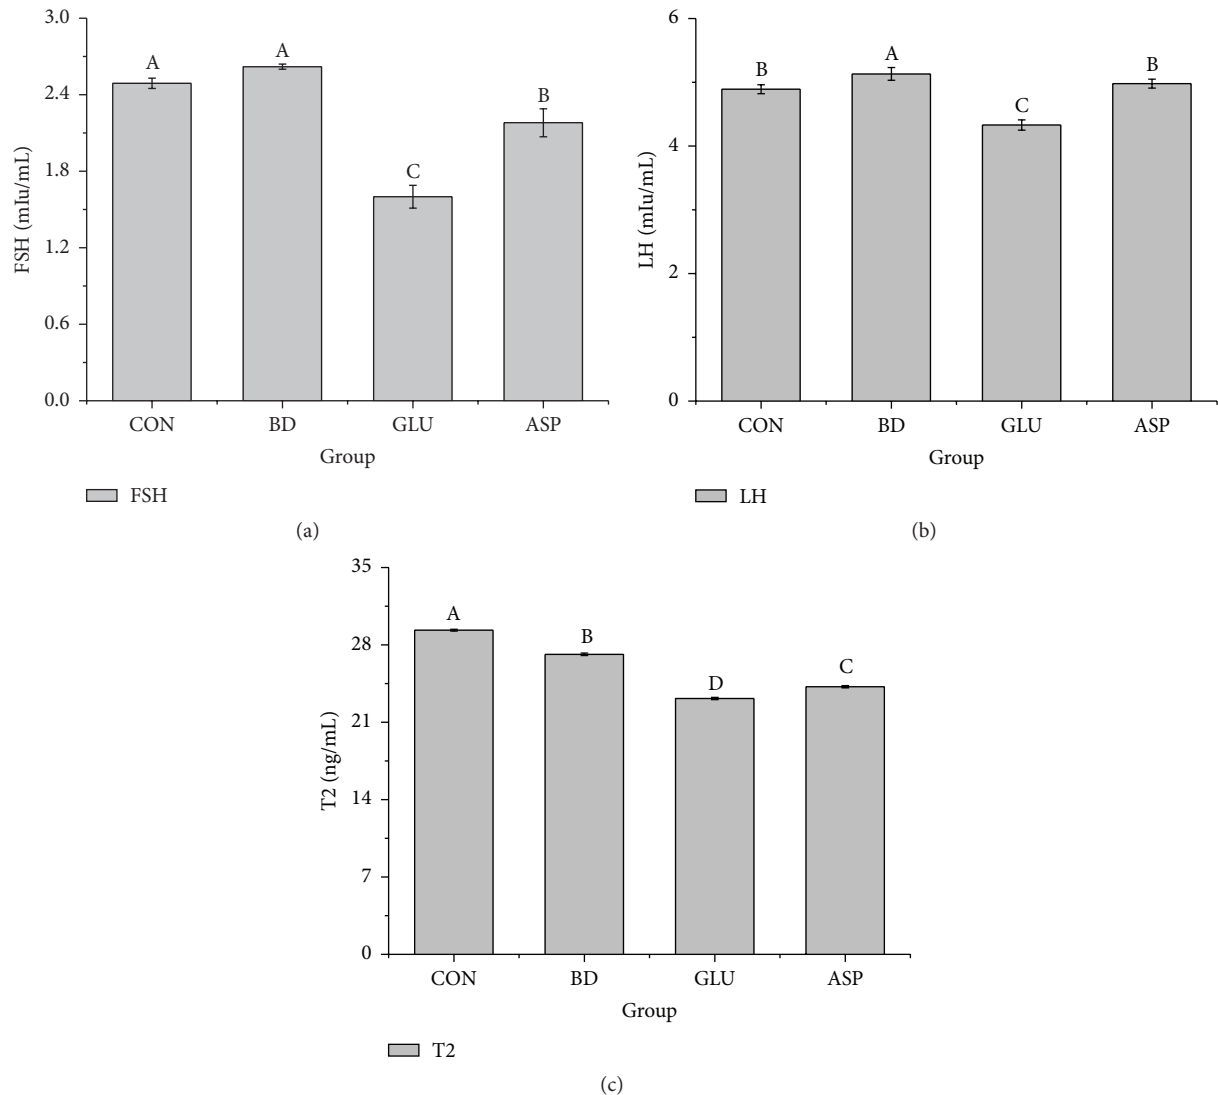 3.0
2.4
1.8
1.2
0.6
0.0
FSH (mIu/mL)
A
A
C
B
CON BD GLU ASP
Group
FSH
(a)
6
4
2
0
LH (mIu/mL)
B
A
C
B
CON BD GLU ASP
Group
LH
(b)
35
28
21
14
7
0
T2 (ng/mL)
A
B
D
C
CON BD GLU ASP
Group
T2
(c)